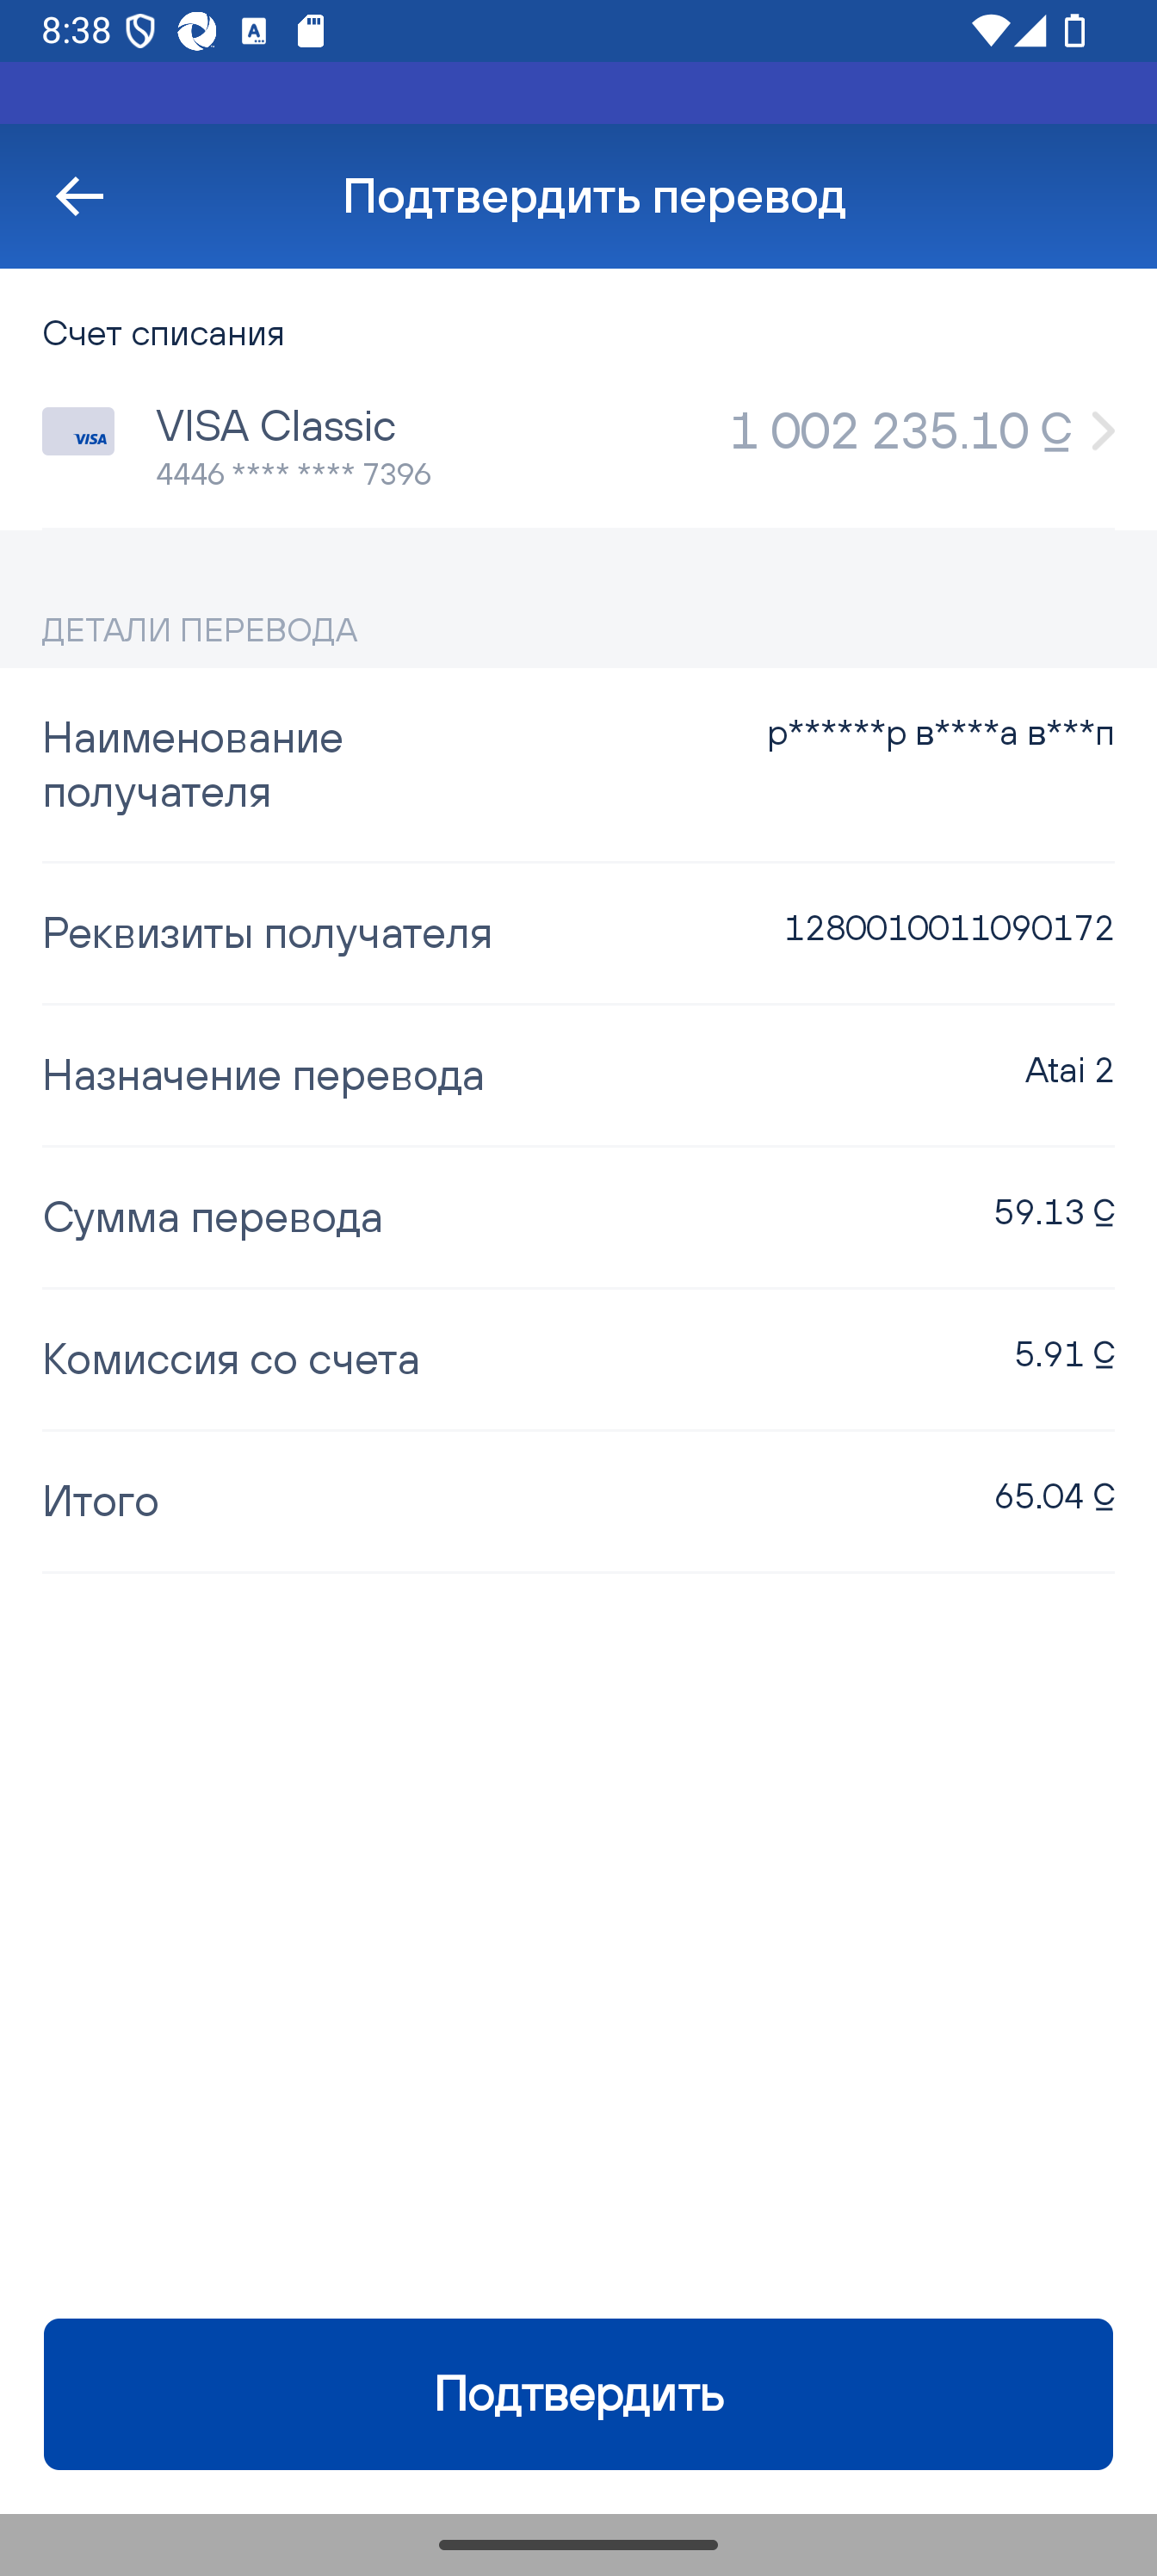 8:38
Подтвердить перевод
Счет списания
VISA
VISA Classic
1 002 235.10 С
4446 **** **** 7396
ДЕТАЛИ ПЕРЕВОДА
Наименование получателя
р******р в****а в***п
Реквизиты получателя
1280010011090172
Назначение перевода
Atai 2
Сумма перевода
59.13 С
Комиссия со счета
5.91 С
Итого
65.04 С
Подтвердить